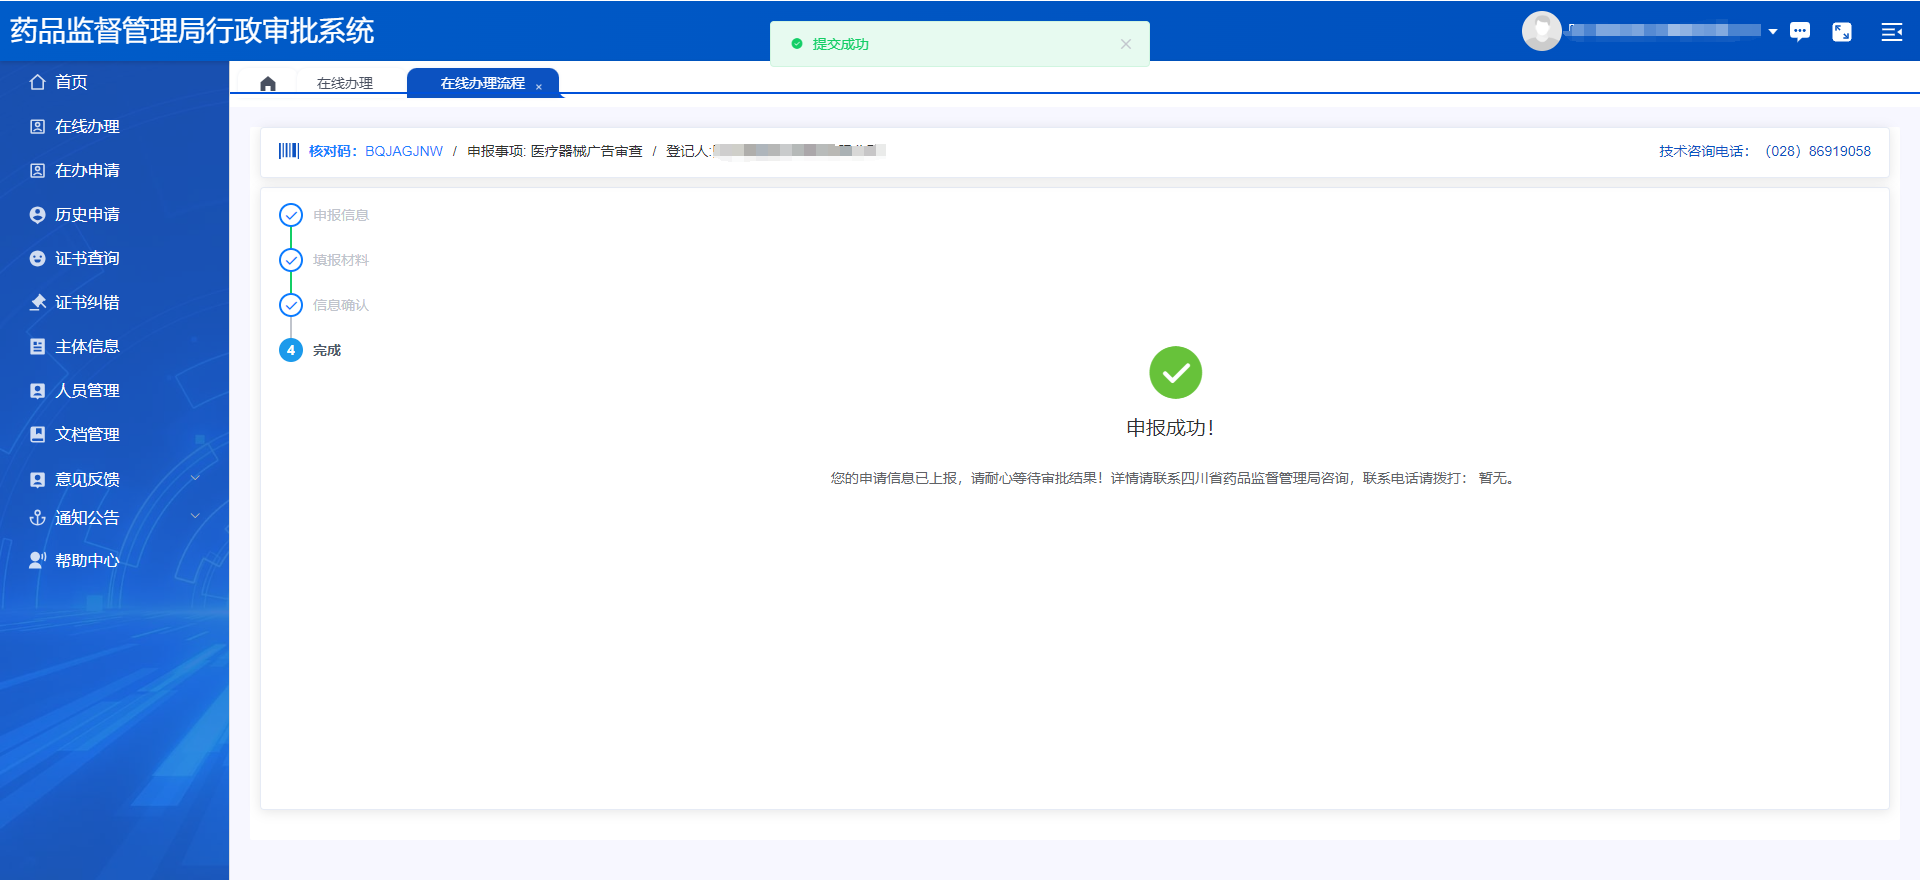 药品监督管理局行政审批系统
提交成功
首页
在线办理
在办申请
历史申请
证书查询
证书纠错
主体信息
人员管理
文档管理
意见反馈
通知公告
帮助中心
在线办理
在线办理流程
核对码：BQJAGJNW / 申报事项: 医疗器械广告审查 / 登记人:
技术咨询电话：（028）86919058
申报信息
填报材料
信息确认
4 完成
申报成功！
您的申请信息已上报，请耐心等待审批结果！详情请联系四川省药品监督管理局咨询，联系电话请拨打： 暂无。